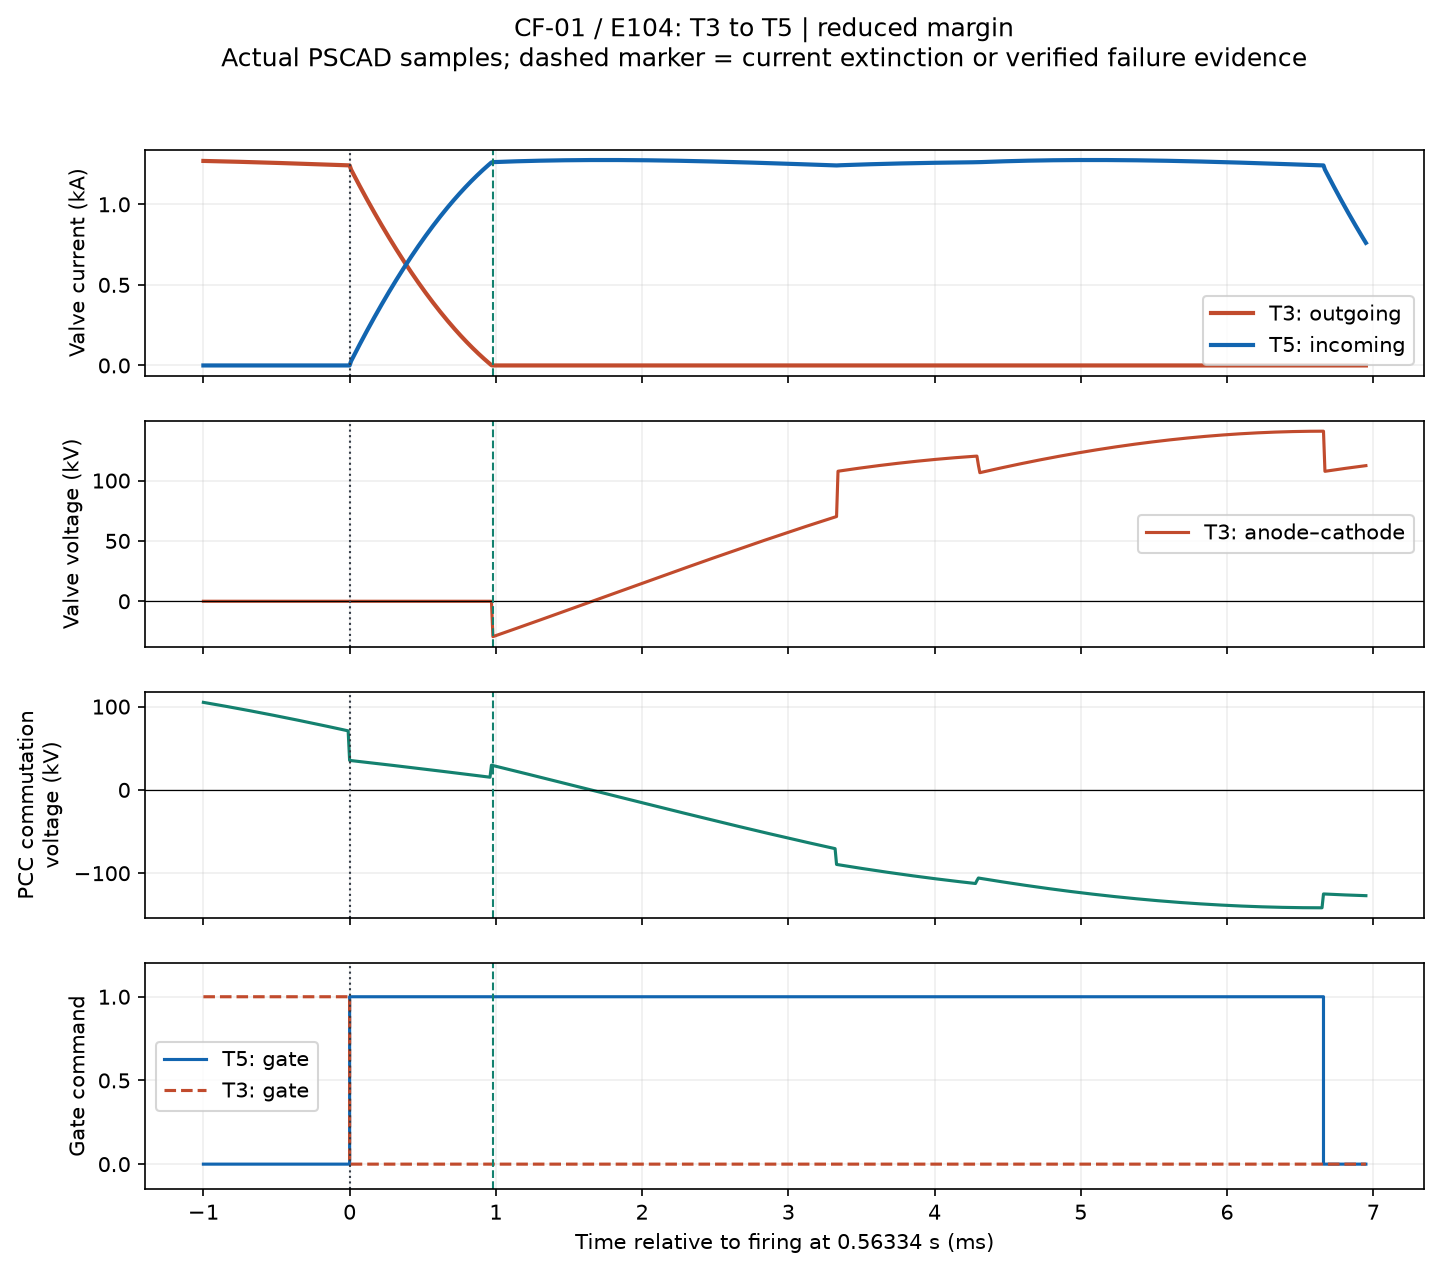 CF-01 / E104: T3 to T5 | reduced margin
Actual PSCAD samples; dashed marker = current extinction or verified failure evidence
Valve current (kA)
1.0
0.5
0.0
T3: outgoing
T5: incoming
Valve voltage (kV)
100
50
0
T3: anode–cathode
PCC commutation
voltage (kV)
100
0
−100
Gate command
1.0
0.5
0.0
T5: gate
T3: gate
−1 0 1 2 3 4 5 6 7
Time relative to firing at 0.56334 s (ms)